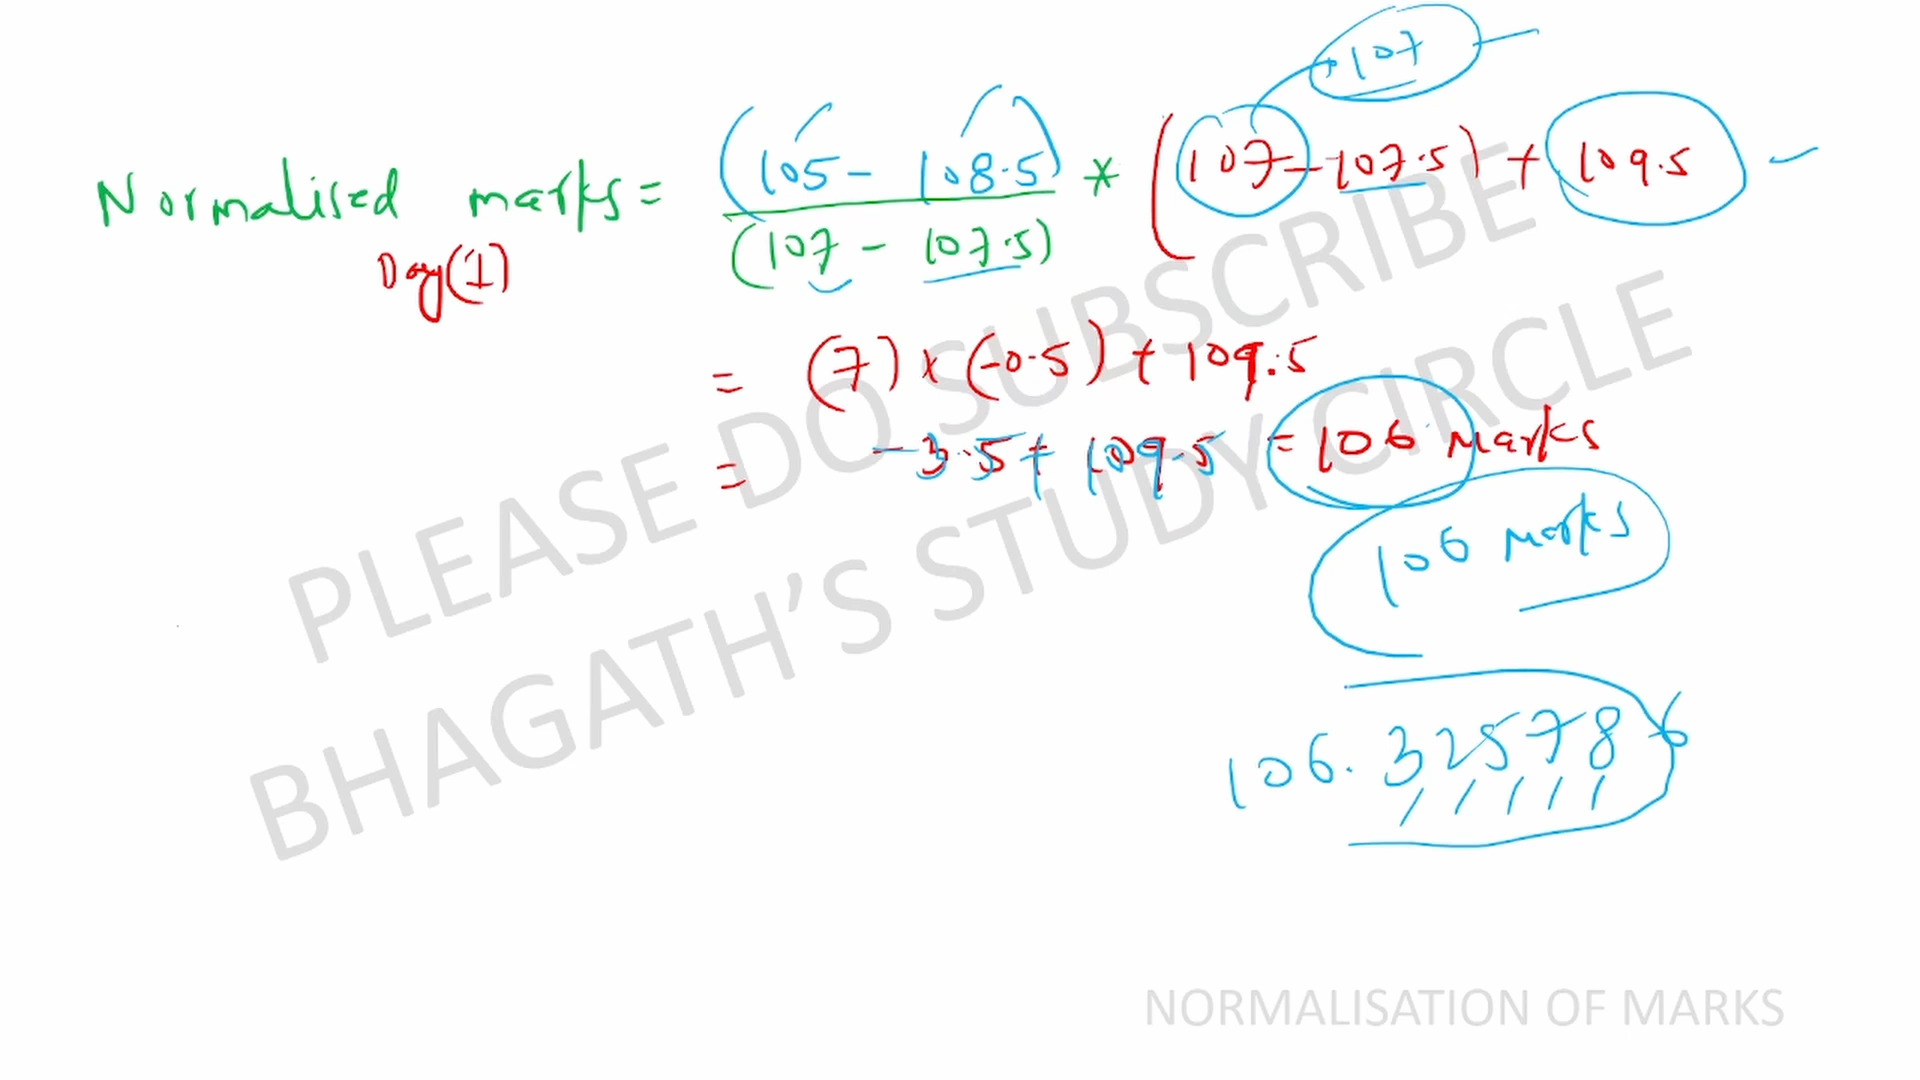 107
Normalised marks = (105 - 108.5) * (107 - 107.5) + 109.5
Day(1) (107 - 107.5)
= (7) x (-0.5) + 109.5
= -3.5 + 109.5 = 106 marks
106 marks
106.325786
PLEASE DO SUBSCRIBE
BHAGATH'S STUDY CIRCLE
NORMALISATION OF MARKS